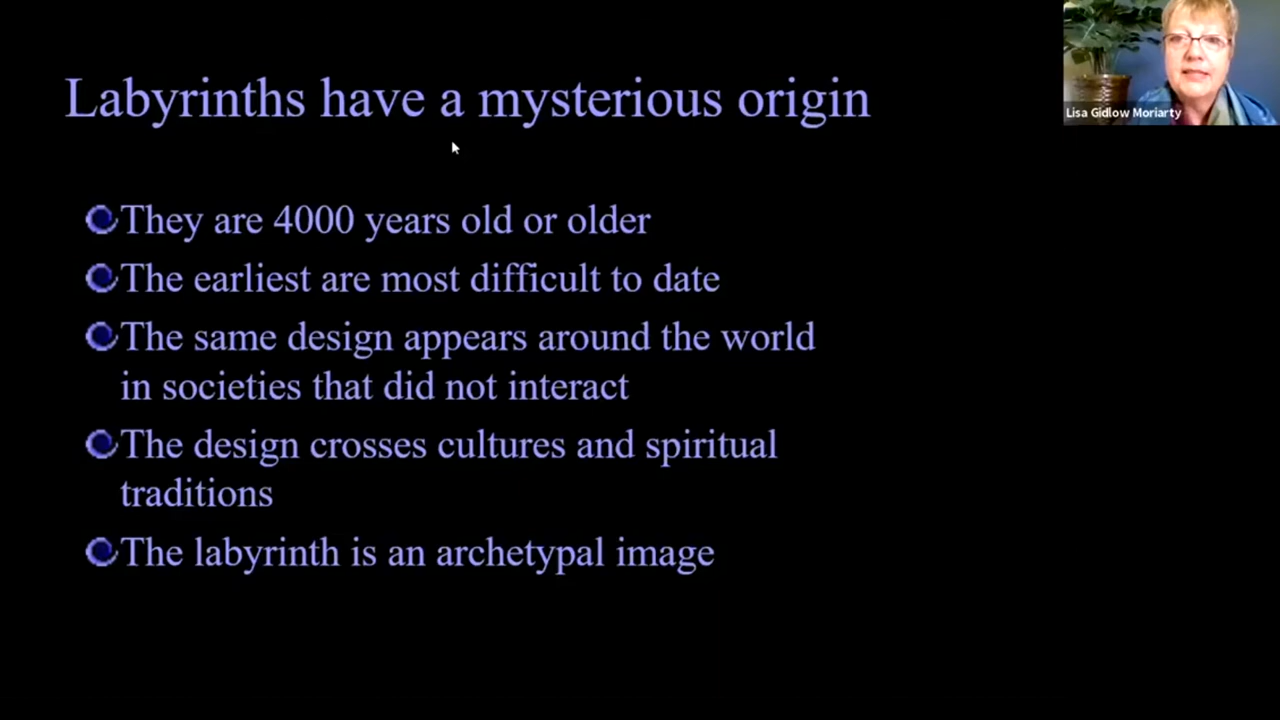 Labyrinths have a mysterious origin
Lisa Gidlow Moriarty
They are 4000 years old or older
The earliest are most difficult to date
The same design appears around the world
in societies that did not interact
The design crosses cultures and spiritual
traditions
The labyrinth is an archetypal image